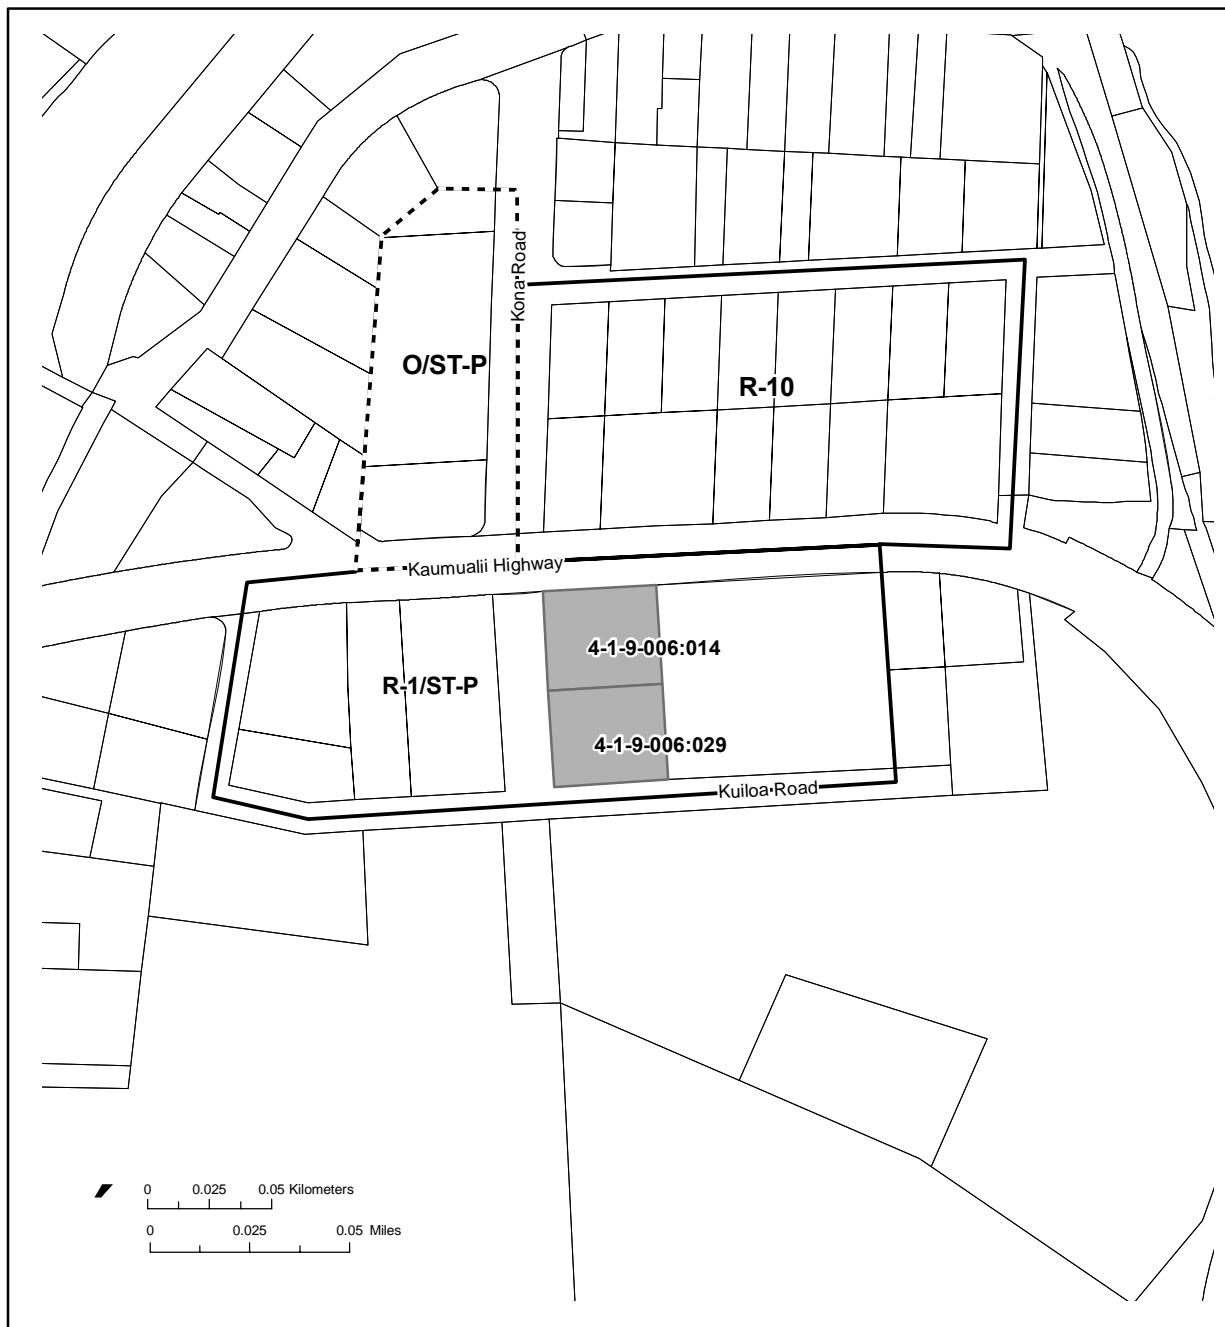 Kona Road
O/ST-P
R-10
Kaumualii Highway
4-1-9-006:014
R-1/ST-P
4-1-9-006:029
Kuiloa Road
0 0.025 0.05 Kilometers
0 0.025 0.05 Miles